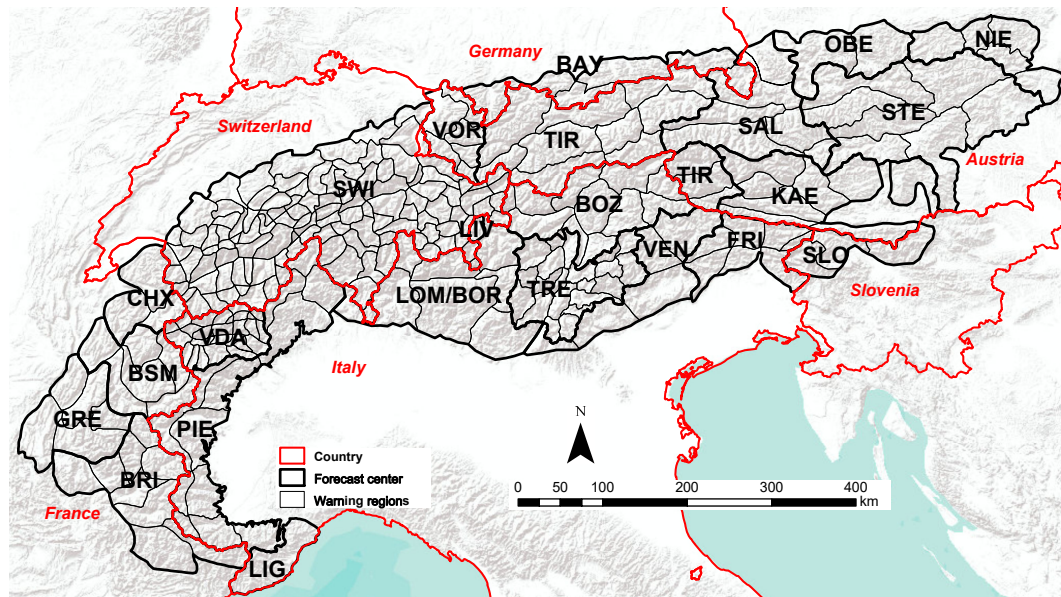 OBE
NIE
Germany
BAY
STE
Switzerland
VOR
TIR
SAL
Austria
SWI
TIR
KAE
BOZ
LIV
VEN
FRI
SLO
TRE
LOM/BOR
Slovenia
CHX
VDA
Italy
BSM
GRE
PIE
N
BRI
Country
Forecast center
Warning regions
0 50 100 200 300 400
km
France
LIG